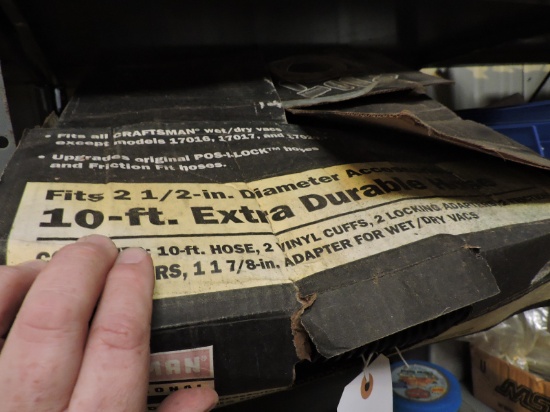 • Fits all CRAFTSMAN® wet/dry vacs
except models 17016, 17017, and
• Upgrades original POS-I-LOCK™ hoses
and Friction Fit hoses.
Fits 2 1/2-in. Diameter
10-ft. Extra Durable
10-ft. HOSE, 2 VINYL CUFFS, 2 LOCKING
1 1 7/8-in. ADAPTER FOR WET/DRY VACS